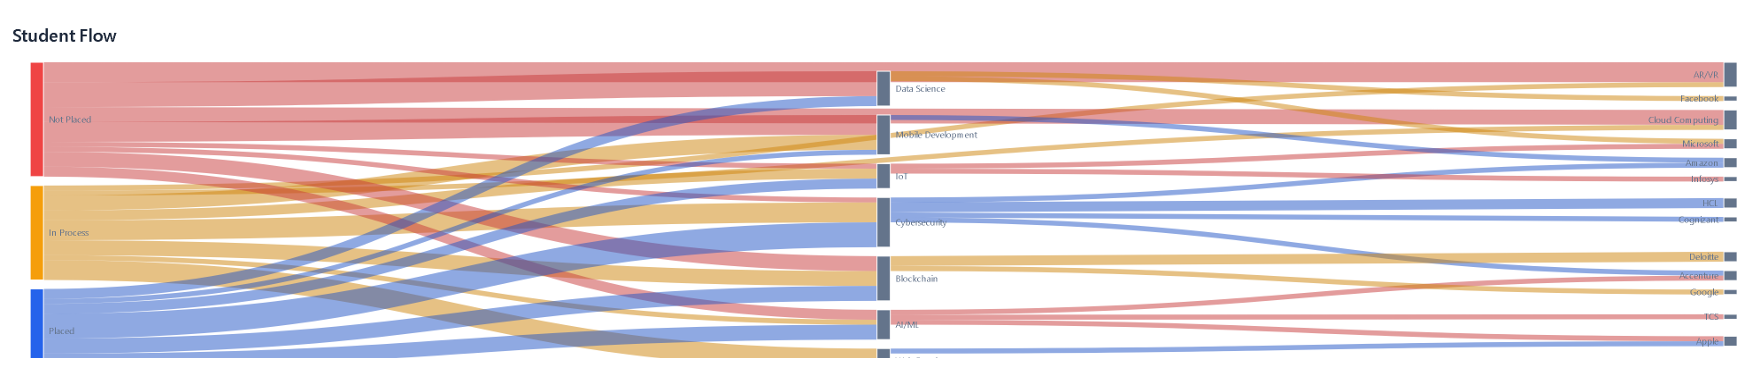 Student Flow
Not Placed
In Process
Placed
Data Science
Mobile Development
IoT
Cybersecurity
Blockchain
AI/ML
AR/VR
Facebook
Cloud Computing
Microsoft
Amazon
Infosys
HCL
Cognizant
Deloitte
Accenture
Google
TCS
Apple